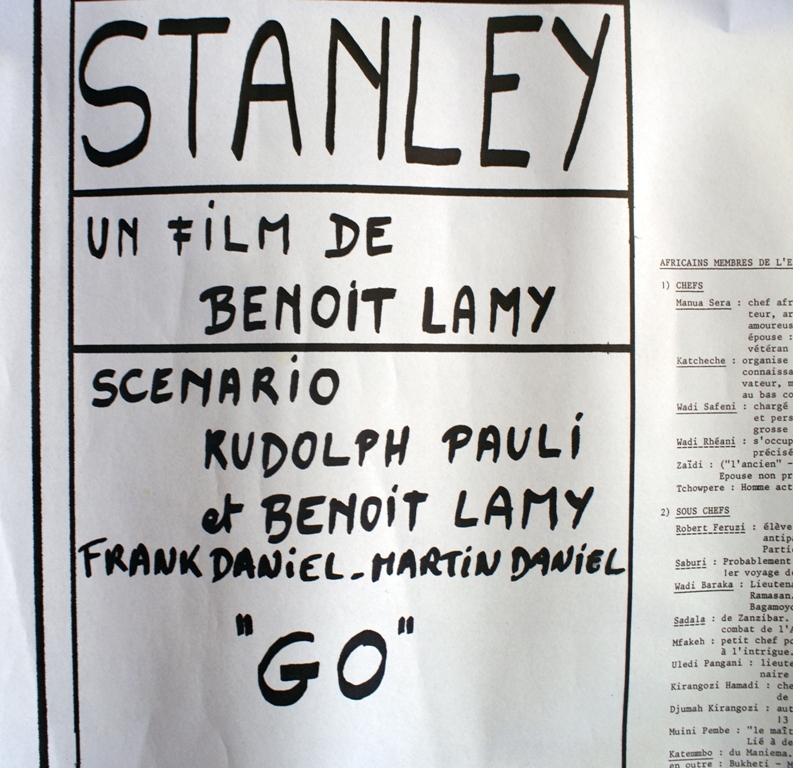 STANLEY
UN FILM DE
BENOIT LAMY
SCENARIO
RUDOLPH PAULI
et BENOIT LAMY
FRANK DANIEL - MARTIN DANIEL
"GO"
AFRICAINS MEMBRES DE L'E
1) CHEFS
Manua Sera : chef afr
teur, ar
amoureus
épouse :
vétéran
Katcheche : organise
connaissa
vateur, m
au bas co
Wadi Safeni : chargé
et pers
grosse
Wadi Rhéani : s'occup
précisé
Zaïdi : ("l'ancien" -
Epouse non pr
Tchowpere : Homme act
2) SOUS CHEFS
Robert Feruzi : élève
antipa
Parti
Saburi : Probablement
1er voyage d
Wadi Baraka : Lieuten
Ramasan.
Bagamoyo
Sadala : de Zanzibar.
combat de l'A
Mfakeh : petit chef po
à l'intrigue.
Uledi Pangani : lieute
naire
Kirangozi Hamadi : che
de
Djumah Kirangozi : aut
13
Muini Pembe : "le maît
Lié à de
Katembo : du Maniema.
en outre : Bukheti - M